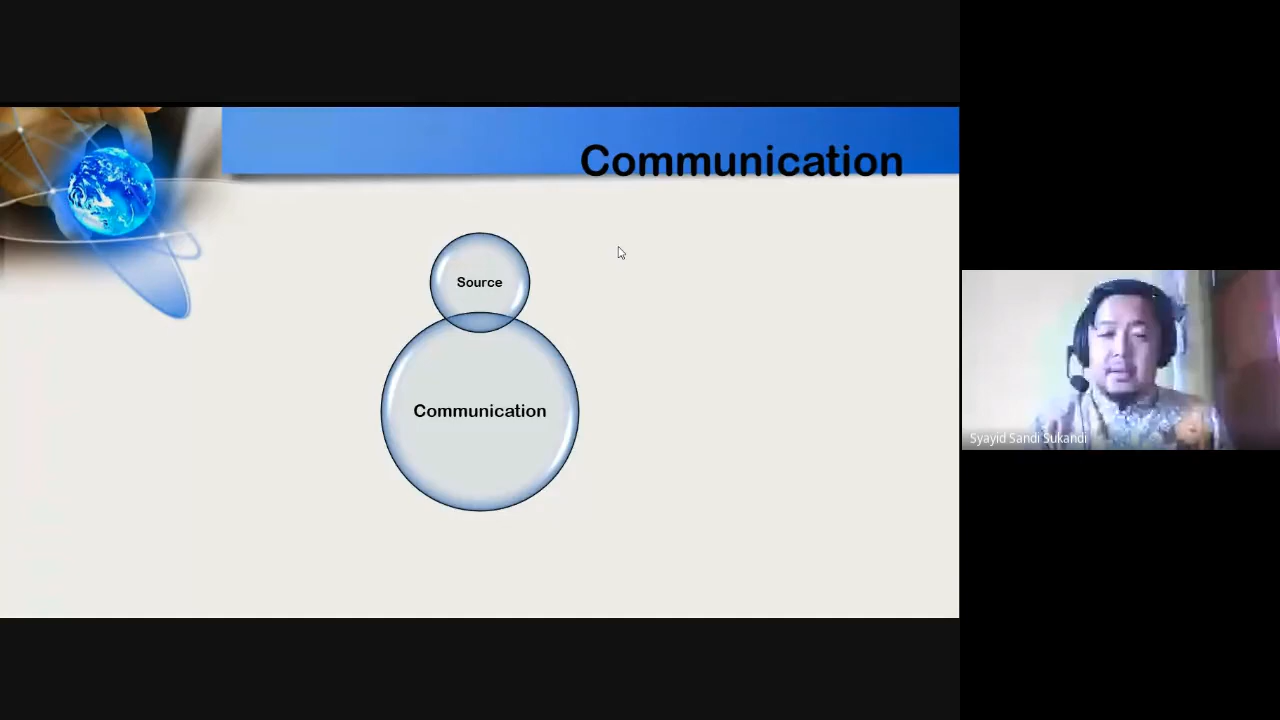 Communication
Source
Communication
Syayid Sandi Sukandi